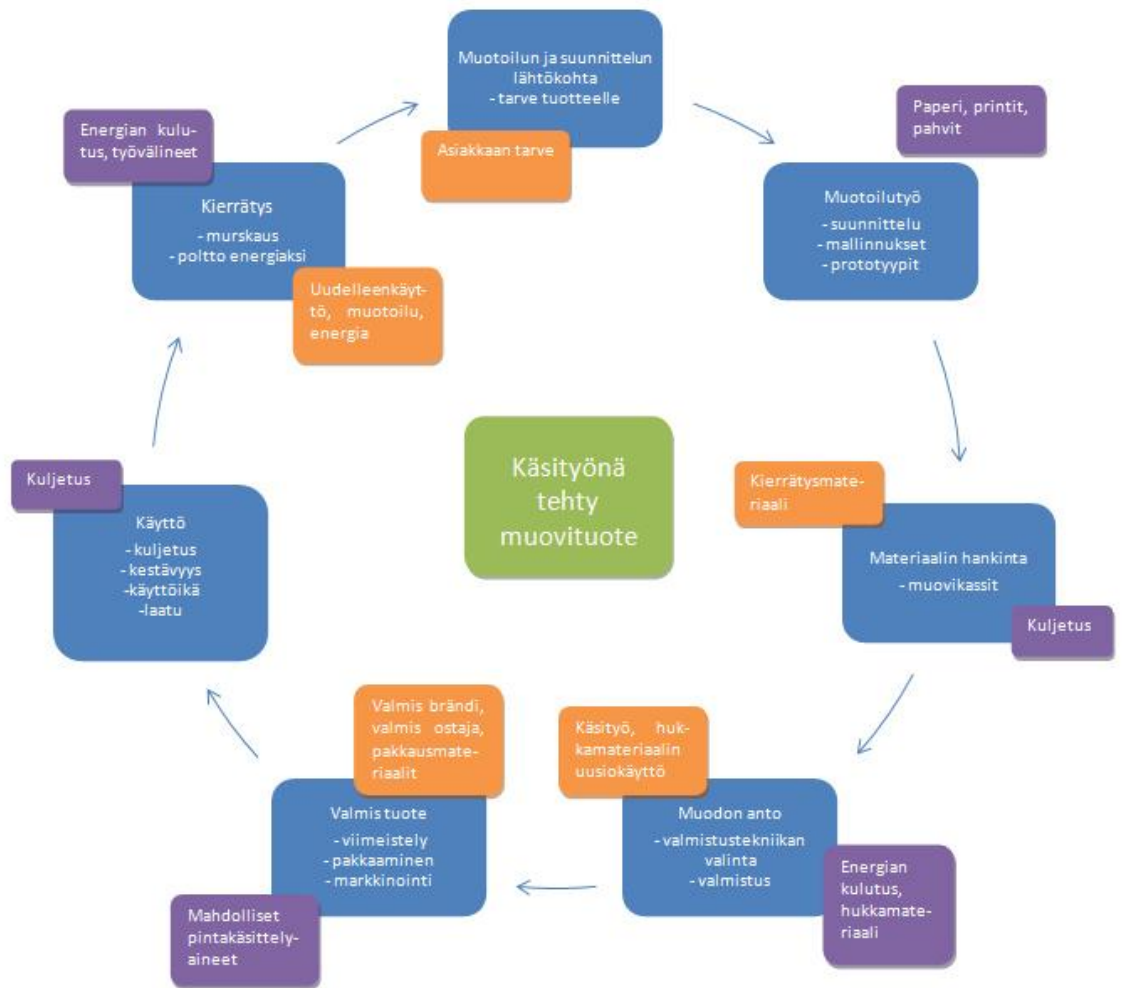 Muotoilun ja suunnittelun
lähtökohta
- tarve tuotteelle
Asiakkaan tarve
Paperi, printit,
pahvit
Muotoilutyö
- suunnittelu
- mallinnukset
- prototyypit
Kierrätysmate-
riaali
Materiaalin hankinta
- muovikassit
Kuljetus
Käsityö, huk-
kamateriaalin
uusiokäyttö
Muodon anto
- valmistustekniikan
valinta
- valmistus
Energian
kulutus,
hukkamate-
riaali
Valmis brändi,
valmis ostaja,
pakkausmate-
riaalit
Valmis tuote
- viimeistely
- pakkaaminen
- markkinointi
Mahdolliset
pintakäsittely-
aineet
Kuljetus
Käyttö
- kuljetus
- kestävyys
-käyttöikä
-laatu
Energian kulu-
tus, työvälineet
Kierrätys
- murskaus
- poltto energiaksi
Uudelleenkäyt-
tö, muotoilu,
energia
Käsityönä
tehty
muovituote